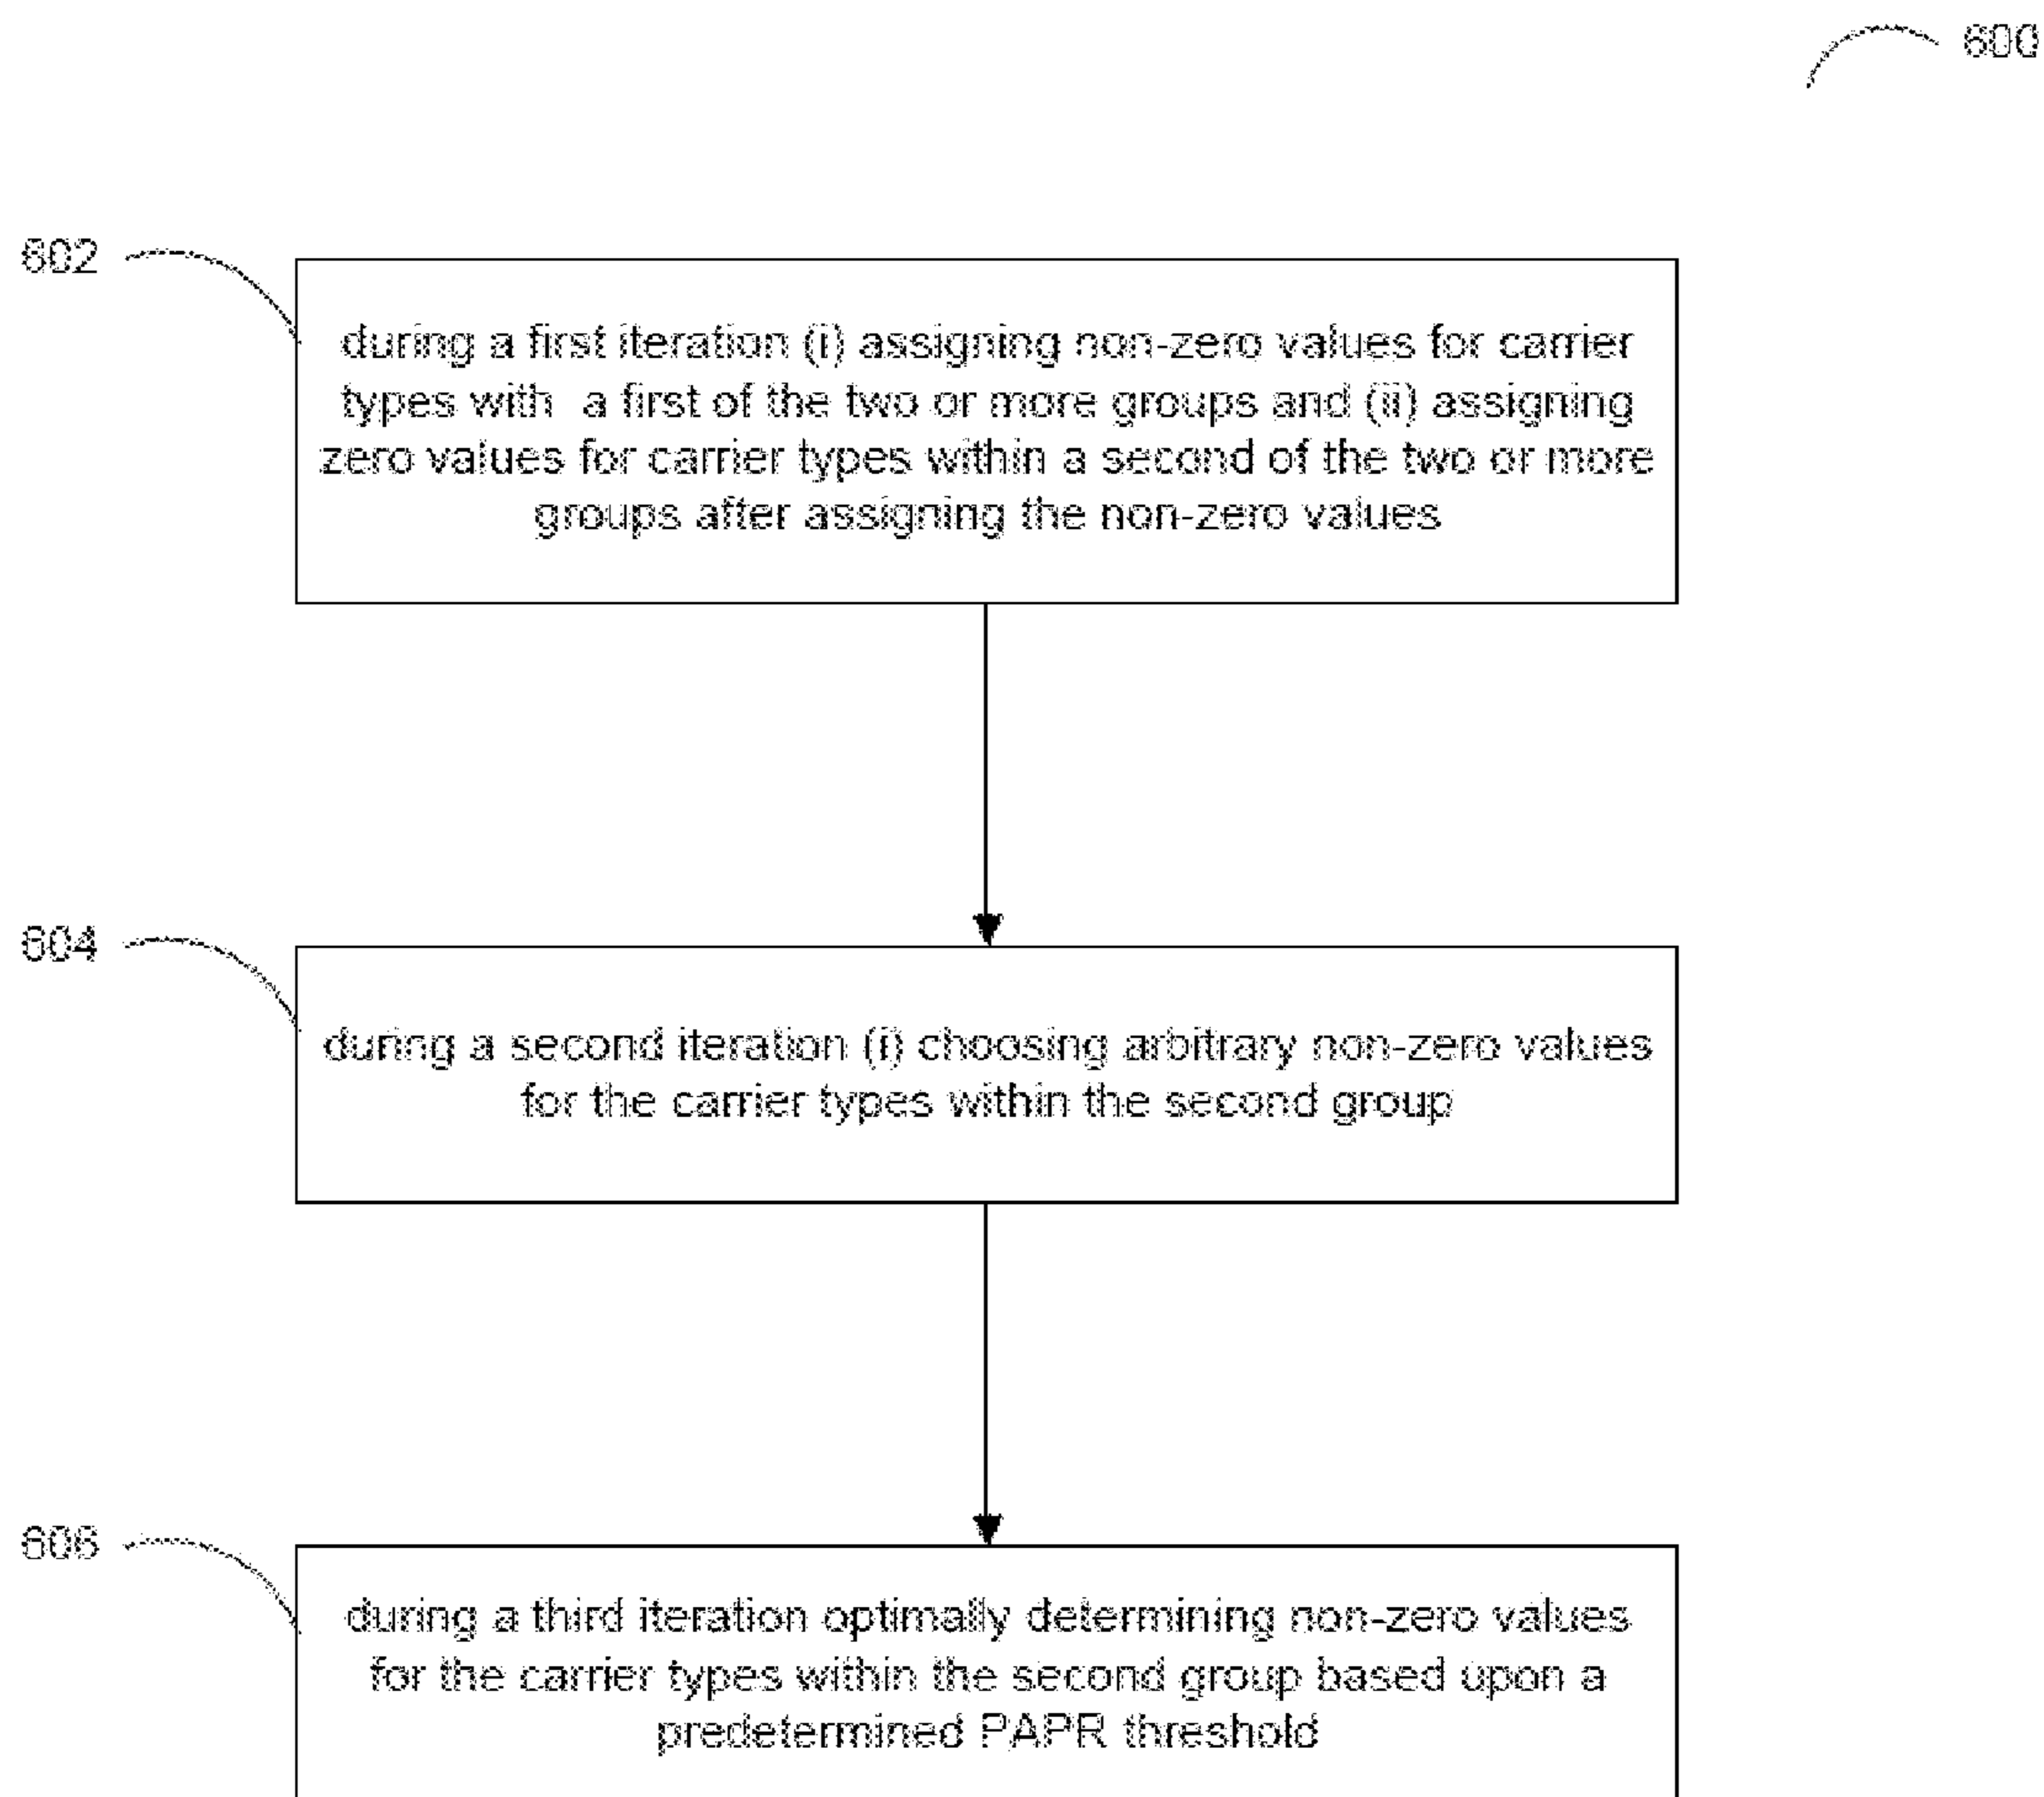 600
602
during a first iteration (i) assigning non-zero values for carrier
types with a first of the two or more groups and (ii) assigning
zero values for carrier types within a second of the two or more
groups after assigning the non-zero values
604
during a second iteration (i) choosing arbitrary non-zero values
for the carrier types within the second group
606
during a third iteration optimally determining non-zero values
for the carrier types within the second group based upon a
predetermined PAPR threshold